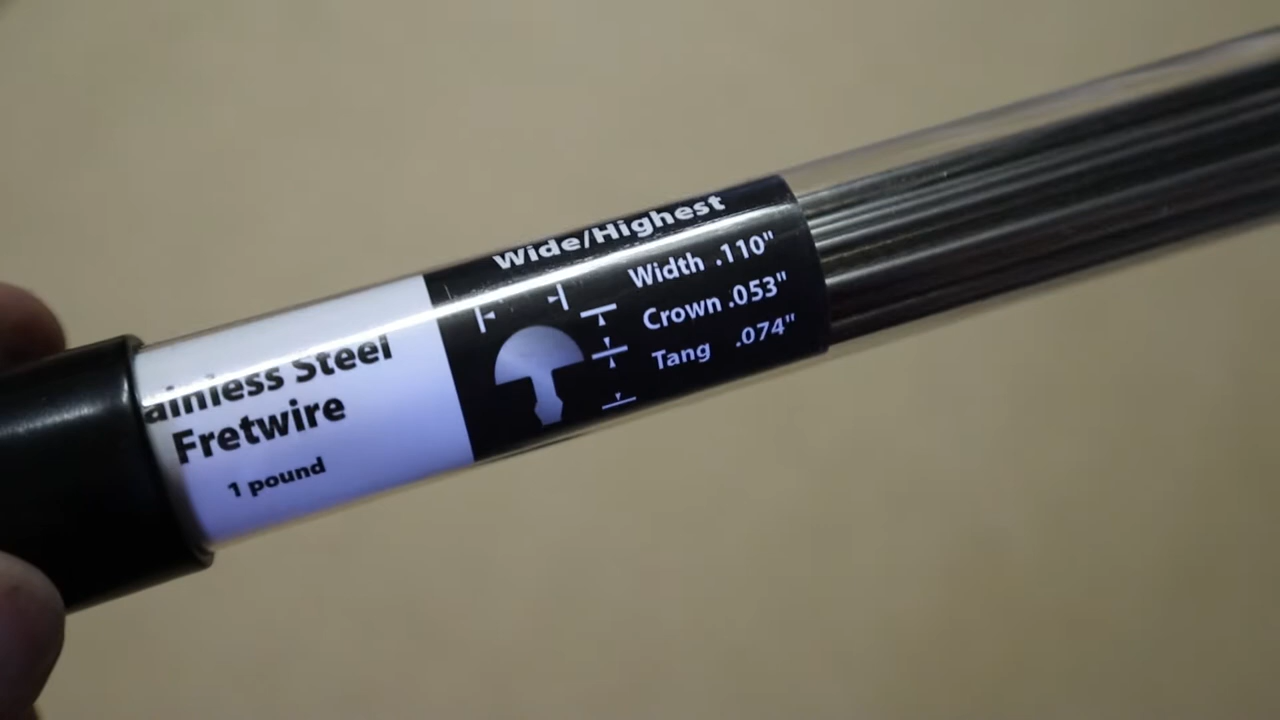 ainless Steel
Fretwire
1 pound
Wide/Highest
Width .110"
Crown .053"
Tang .074"